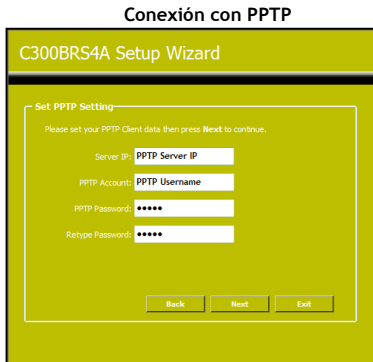 Conexión con PPTP
C300BRS4A Setup Wizard
Set PPTP Setting
Please set your PPTP Client data then press Next to continue.
Server IP: PPTP Server IP
PPTP Account: PPTP Username
PPTP Password: •••••
Retype Password: •••••
Back Next Exit